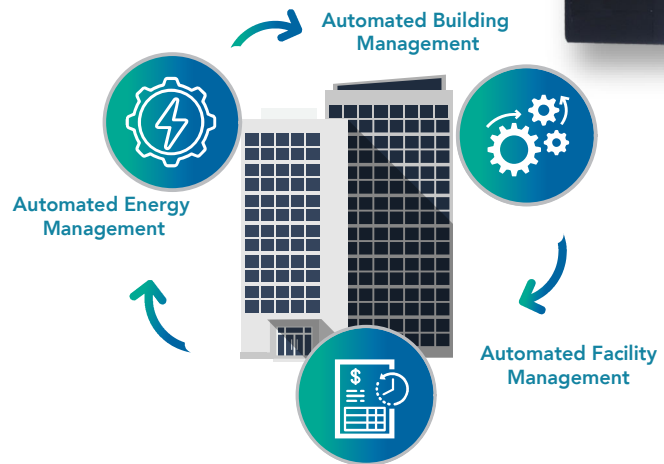 Automated Building
Management
Automated Energy
Management
Automated Facility
Management
$